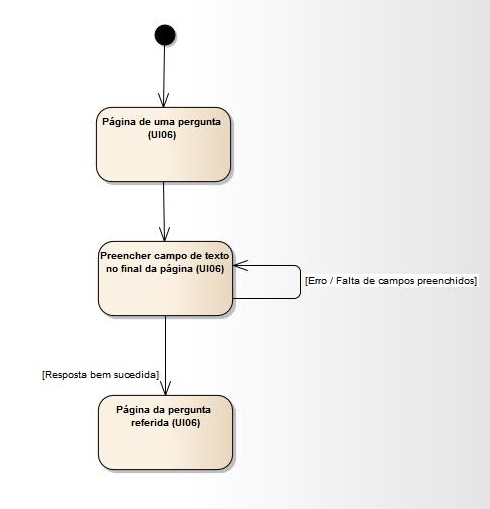 Página de uma pergunta
(UI06)
Preencher campo de texto
no final da página (UI06)
[Erro / Falta de campos preenchidos]
[Resposta bem sucedida]
Página da pergunta
referida (UI06)